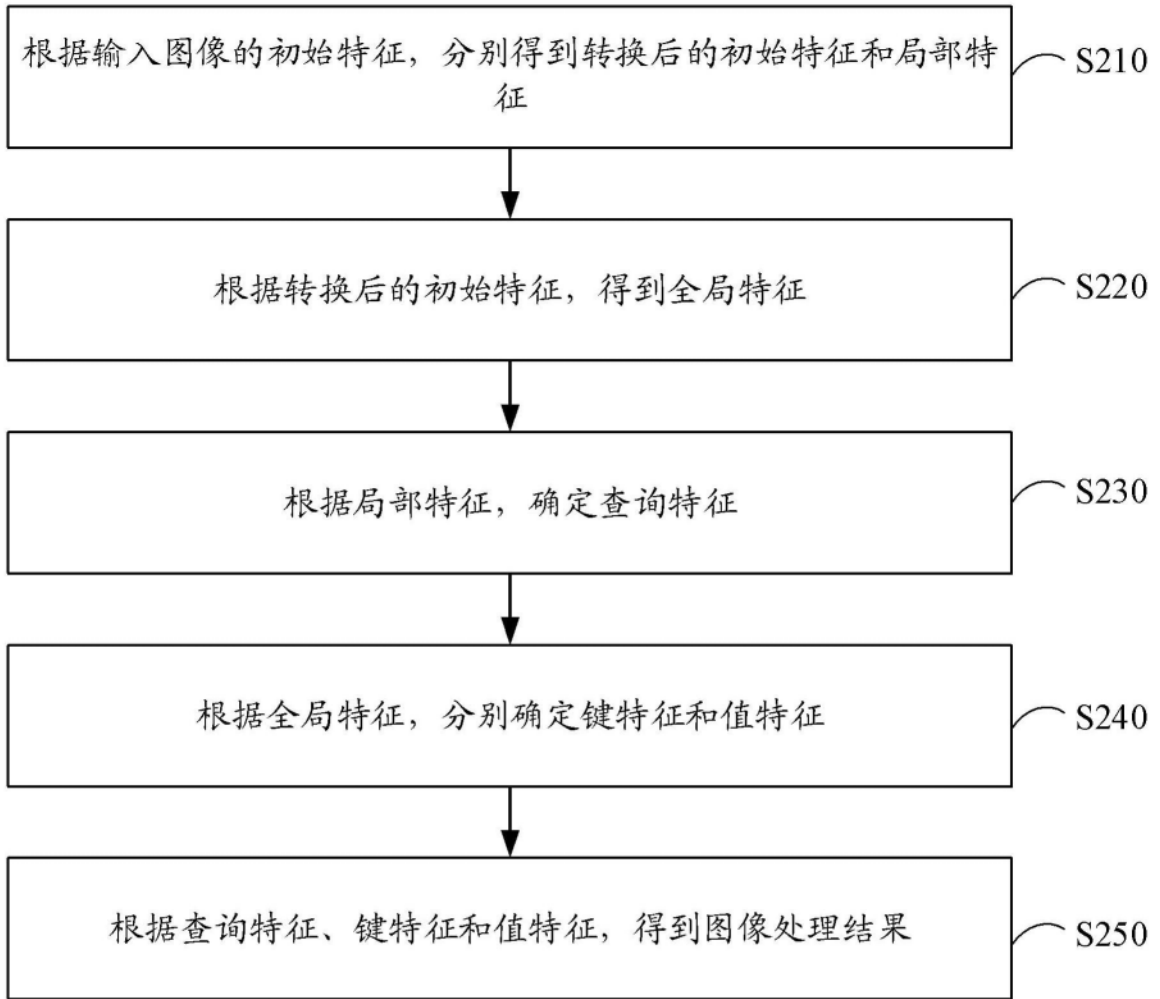 根据输入图像的初始特征，分别得到转换后的初始特征和局部特
征
S210
根据转换后的初始特征，得到全局特征
S220
根据局部特征，确定查询特征
S230
根据全局特征，分别确定键特征和值特征
S240
根据查询特征、键特征和值特征，得到图像处理结果
S250